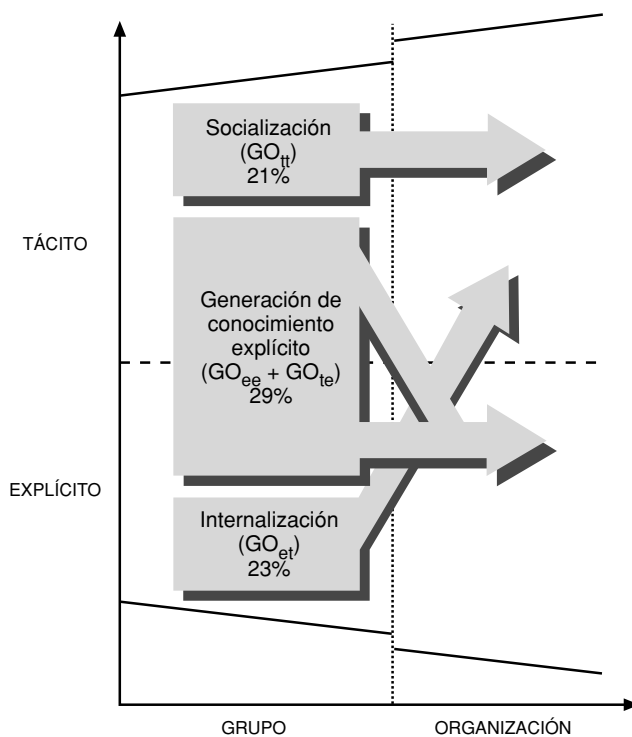 Socialización
(GOtt)
21%
TÁCITO
Generación de
conocimiento
explícito
(GOee + GOte)
29%
EXPLÍCITO
Internalización
(GOet)
23%
GRUPO
ORGANIZACIÓN